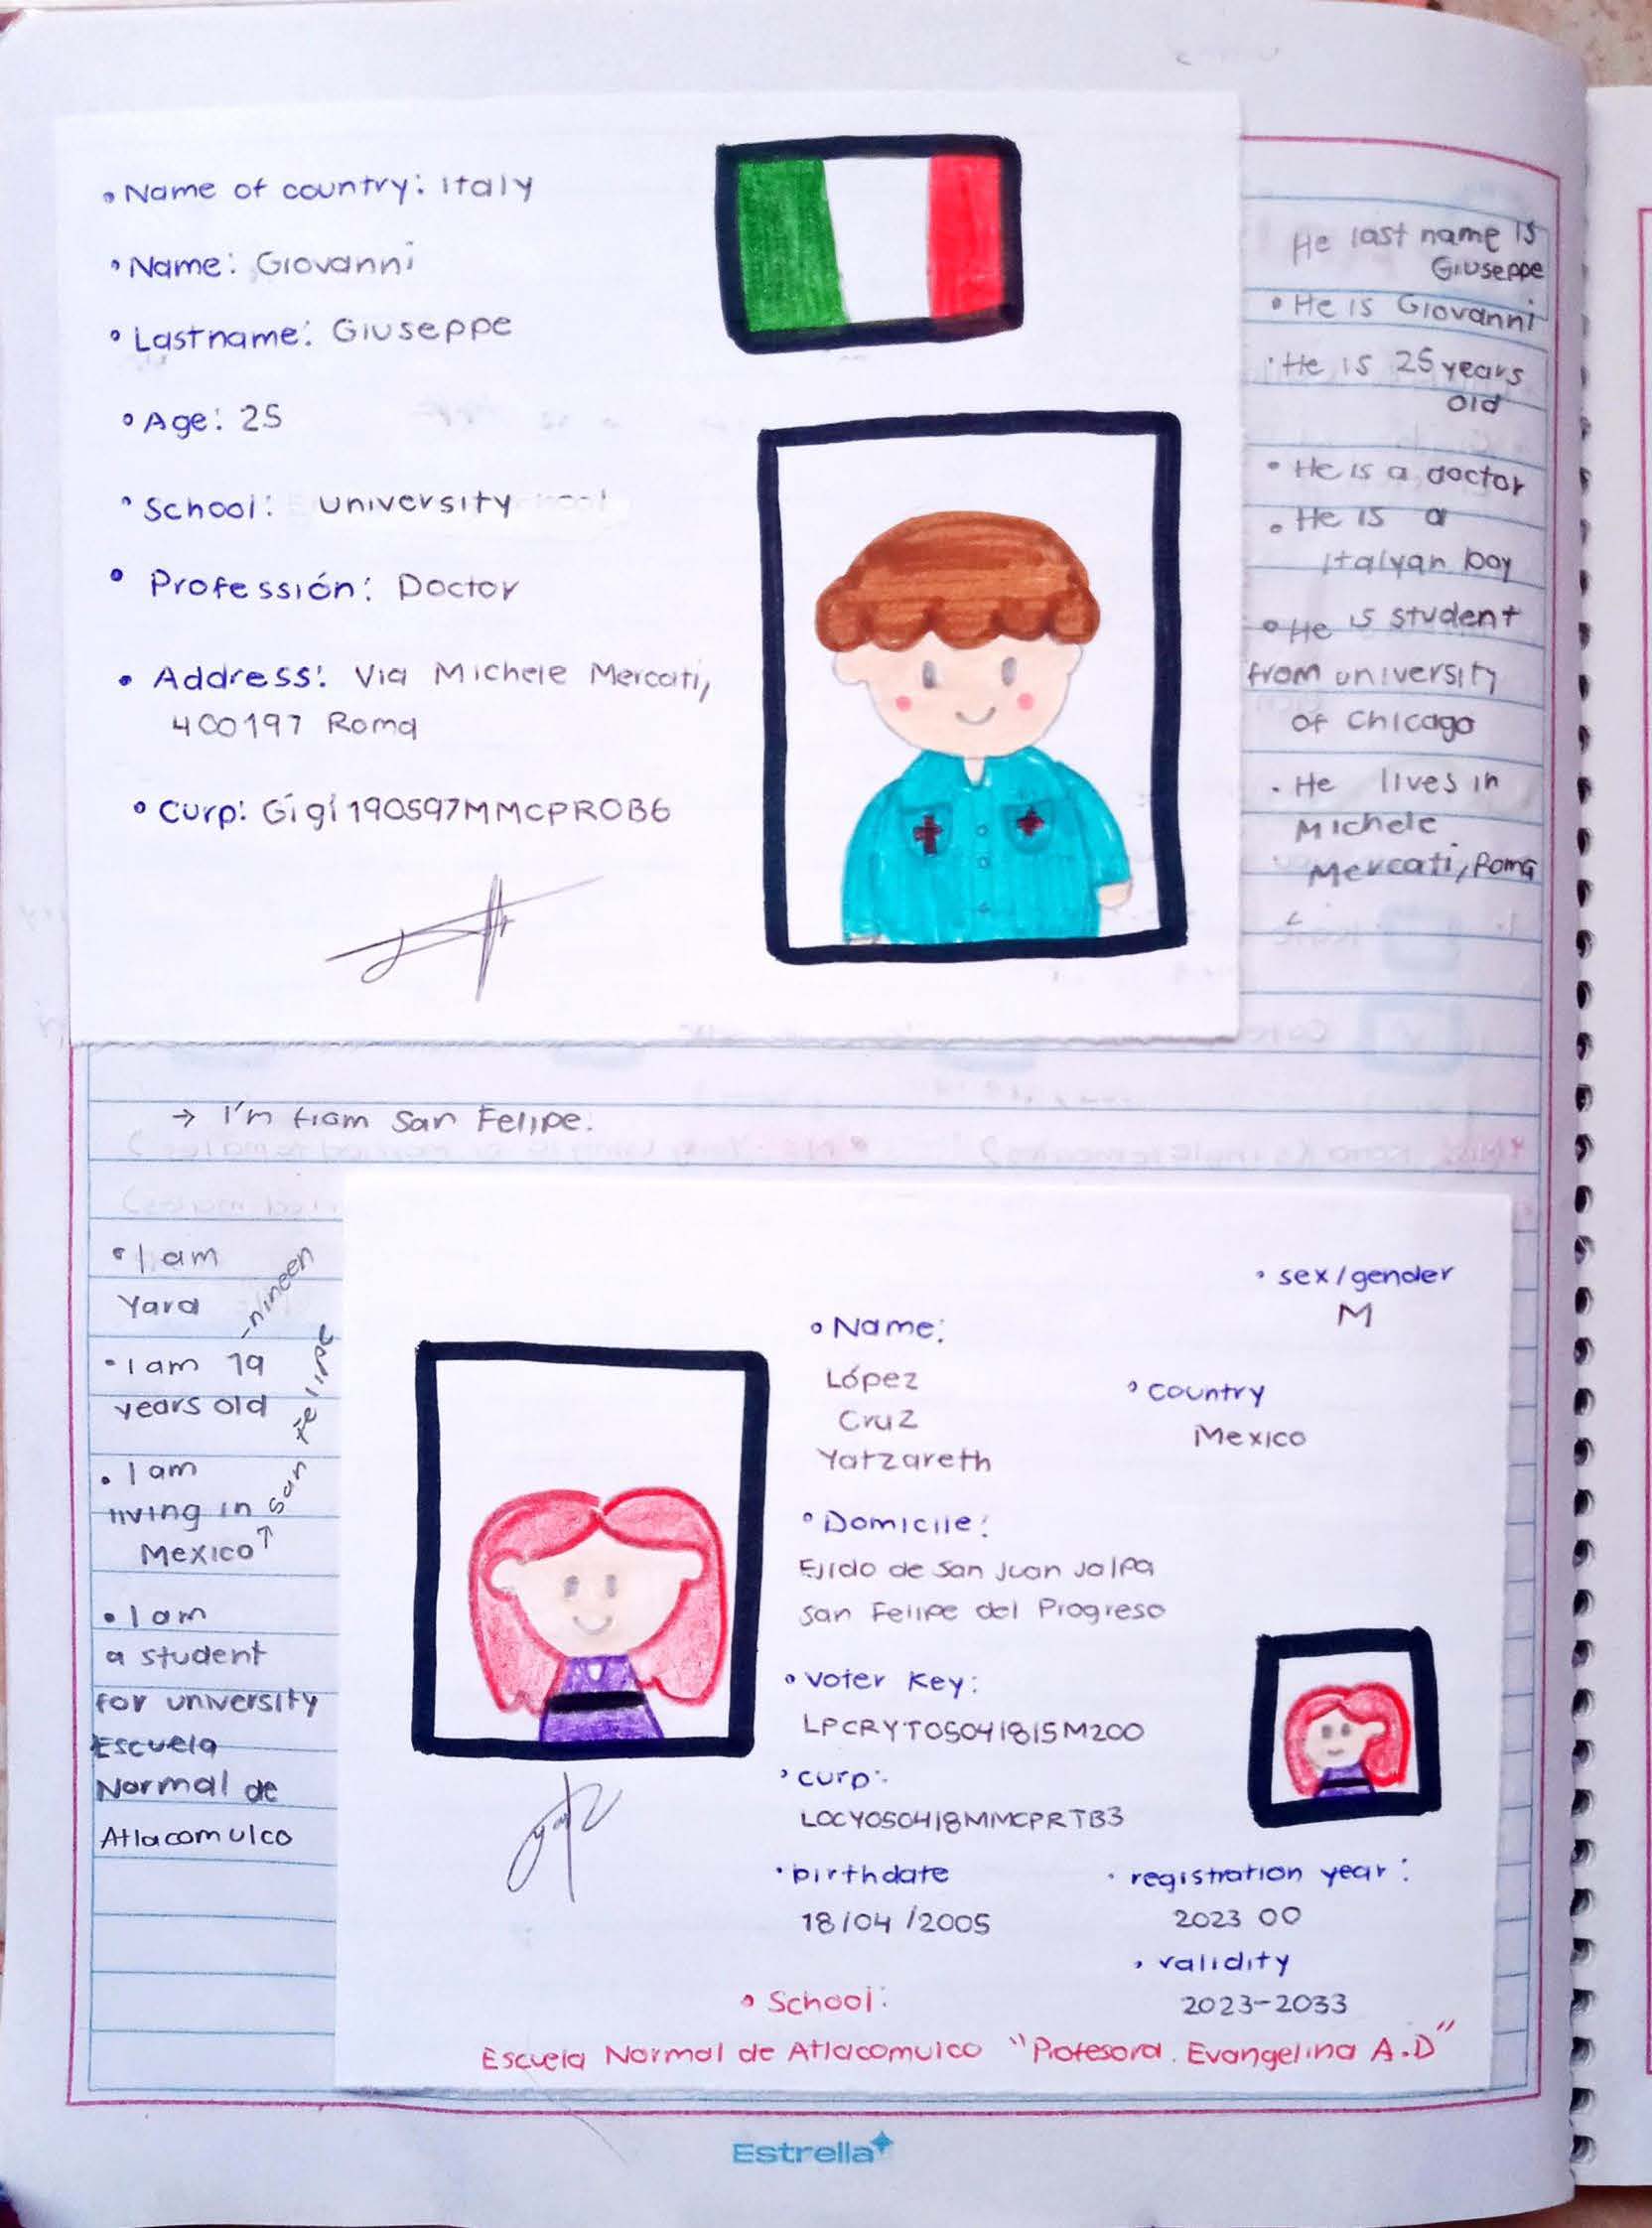 • Name of country: Italy
• Name: Giovanni
• Lastname: Giuseppe
• Age: 25
• School: university
• Professión: Doctor
• Address: Via Michele Mercati,
400197 Roma
• Curp: Gigi190597MMCPROB6
He last name is
Giuseppe
• He is Giovanni
• He is 25 years
old
• He is a doctor
• He is a
Italyan boy
• He is student
from university
of Chicago
• He lives in
Michele
Mercati, Roma
→ I'm from San Felipe.
• I am
Yara
• I am 19
-nineen
years old
• I am
living in
San Felipe
Mexico↑
• I am
a student
for university
Escuela
Normal de
Atlacomulco
• sex/gender
M
• Name:
López
Cruz
Yatzareth
• country
Mexico
• Domicile:
Ejido de San Juan Jalpa
San Felipe del Progreso
• Voter Key:
LPCRYT05041815M200
• curp:
LOCY050418MMCPRTB3
• birthdate
18/04/2005
• registration year:
2023 00
• validity
2023-2033
• School:
Escuela Normal de Atlacomulco "Profesora. Evangelina A.D"
Estrella